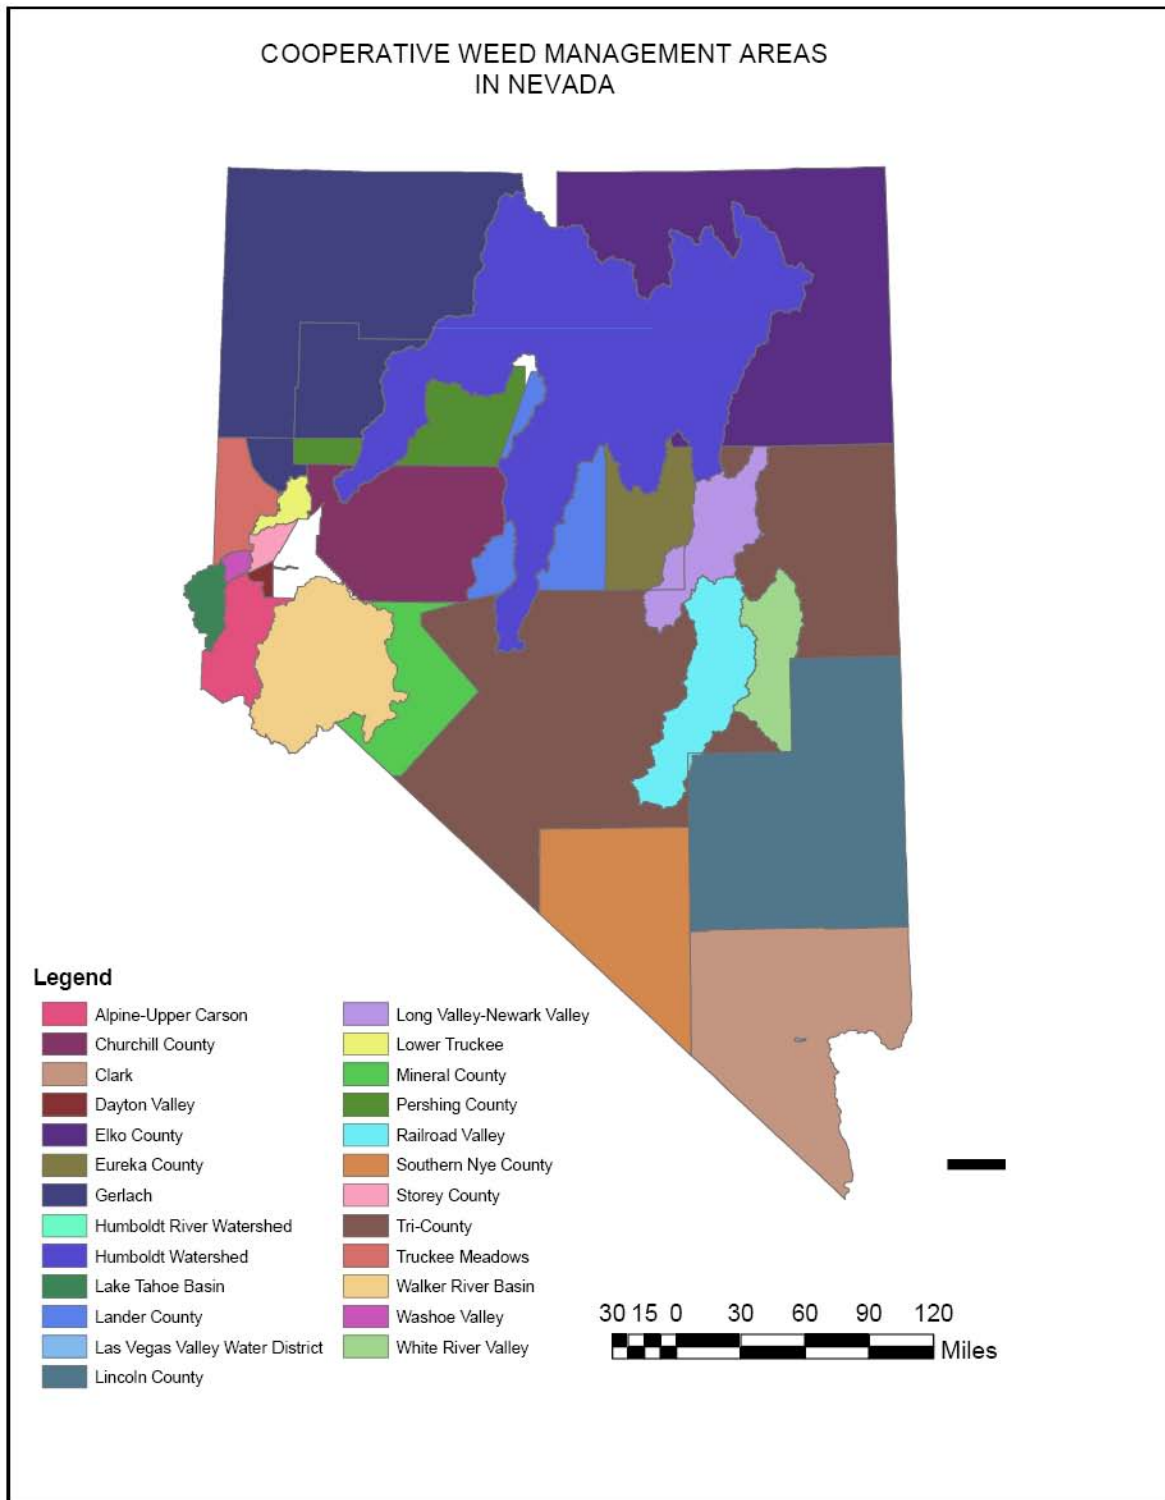 COOPERATIVE WEED MANAGEMENT AREAS
IN NEVADA
Legend
Alpine-Upper Carson
Churchill County
Clark
Dayton Valley
Elko County
Eureka County
Gerlach
Humboldt River Watershed
Humboldt Watershed
Lake Tahoe Basin
Lander County
Las Vegas Valley Water District
Lincoln County
Long Valley-Newark Valley
Lower Truckee
Mineral County
Pershing County
Railroad Valley
Southern Nye County
Storey County
Tri-County
Truckee Meadows
Walker River Basin
Washoe Valley
White River Valley
30 15 0 30 60 90 120
Miles